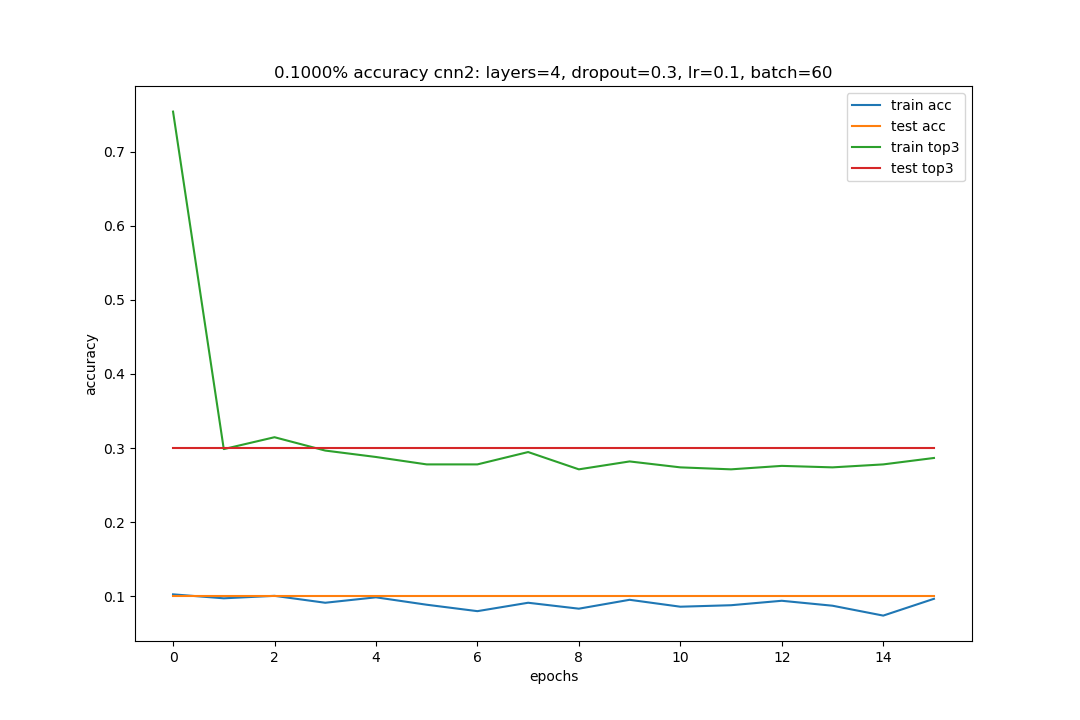 0.1000% accuracy cnn2: layers=4, dropout=0.3, lr=0.1, batch=60
train acc
test acc
train top3
test top3
0.7
0.6
0.5
0.4
0.3
0.2
0.1
accuracy
0 2 4 6 8 10 12 14
epochs